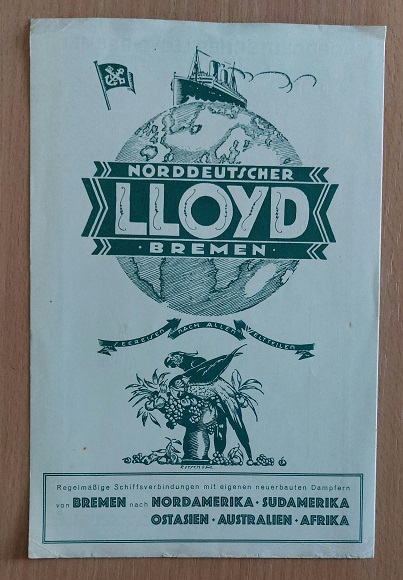 NORDDEUTSCHER
LLOYD
· BREMEN ·
SEEREISEN NACH ALLEN WELTTEILEN
Regelmäßige Schiffsverbindungen mit eigenen neuerbauten Dampfern
von BREMEN nach NORDAMERIKA · SÜDAMERIKA
OSTASIEN · AUSTRALIEN · AFRIKA